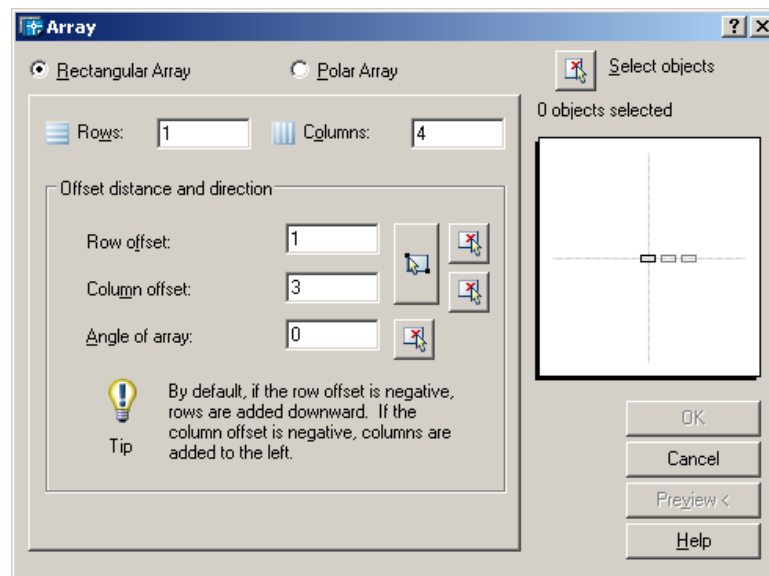 Array
Rectangular Array
Polar Array
Select objects
0 objects selected
Rows: 1
Columns: 4
Offset distance and direction
Row offset: 1
Column offset: 3
Angle of array: 0
Tip
By default, if the row offset is negative,
rows are added downward. If the
column offset is negative, columns are
added to the left.
OK
Cancel
Preview <
Help